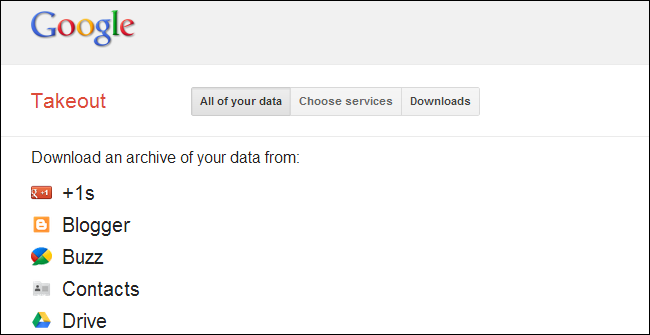 Google
Takeout All of your data Choose services Downloads
Download an archive of your data from:
g +1 +1s
Blogger
Buzz
Contacts
Drive